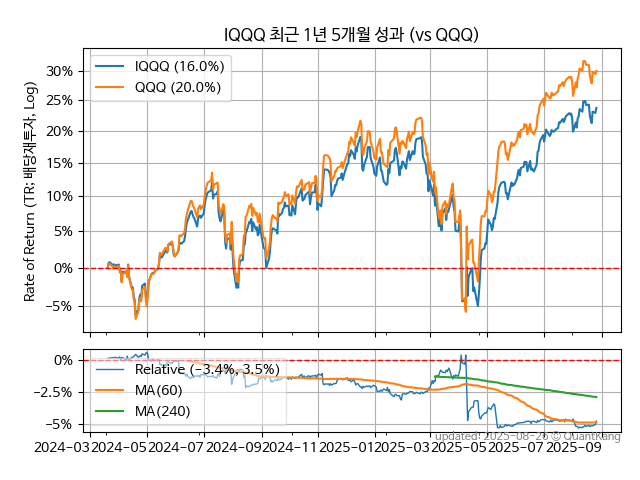 IQQQ 최근 1년 5개월 성과 (vs QQQ)
Rate of Return (TR: 배당재투자, Log)
30%
25%
20%
15%
10%
5%
0%
−5%
IQQQ (16.0%)
QQQ (20.0%)
0%
−2.5%
−5%
Relative (−3.4%, 3.5%)
MA(60)
MA(240)
updated: 2025-08-26 © QuantKang
2024−03 2024−05 2024−07 2024−09 2024−11 2025−01 2025−03 2025−05 2025−07 2025−09